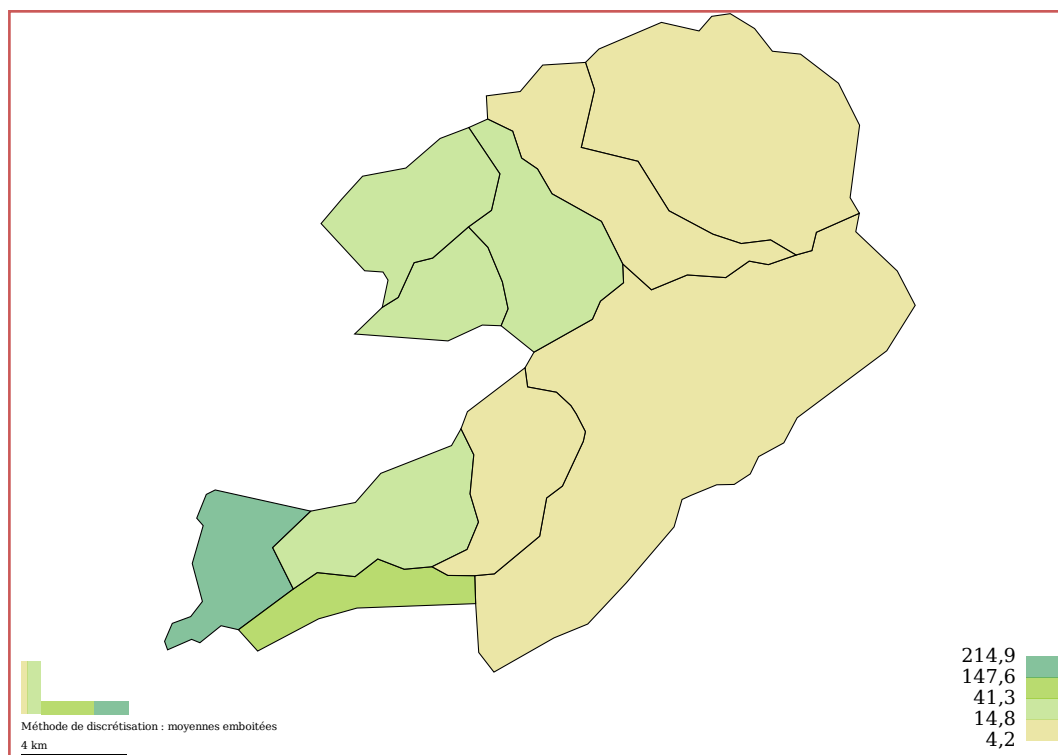 214,9
147,6
41,3
14,8
4,2
Méthode de discrétisation : moyennes emboitées
4 km